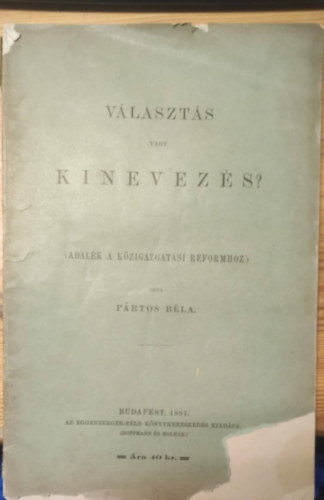 VÁLASZTÁS
VAGY
KINEVEZÉS?
(ADALÉK A KÖZIGAZGATÁSI REFORMHOZ.)
IRTA
PÁRTOS BÉLA.
BUDAPEST, 1891.
AZ EGGENBERGER-FÉLE KÖNYVKERESKEDÉS KIADÁSA.
(HOFFMANN ÉS MOLNÁR.)
Ára 40 kr.